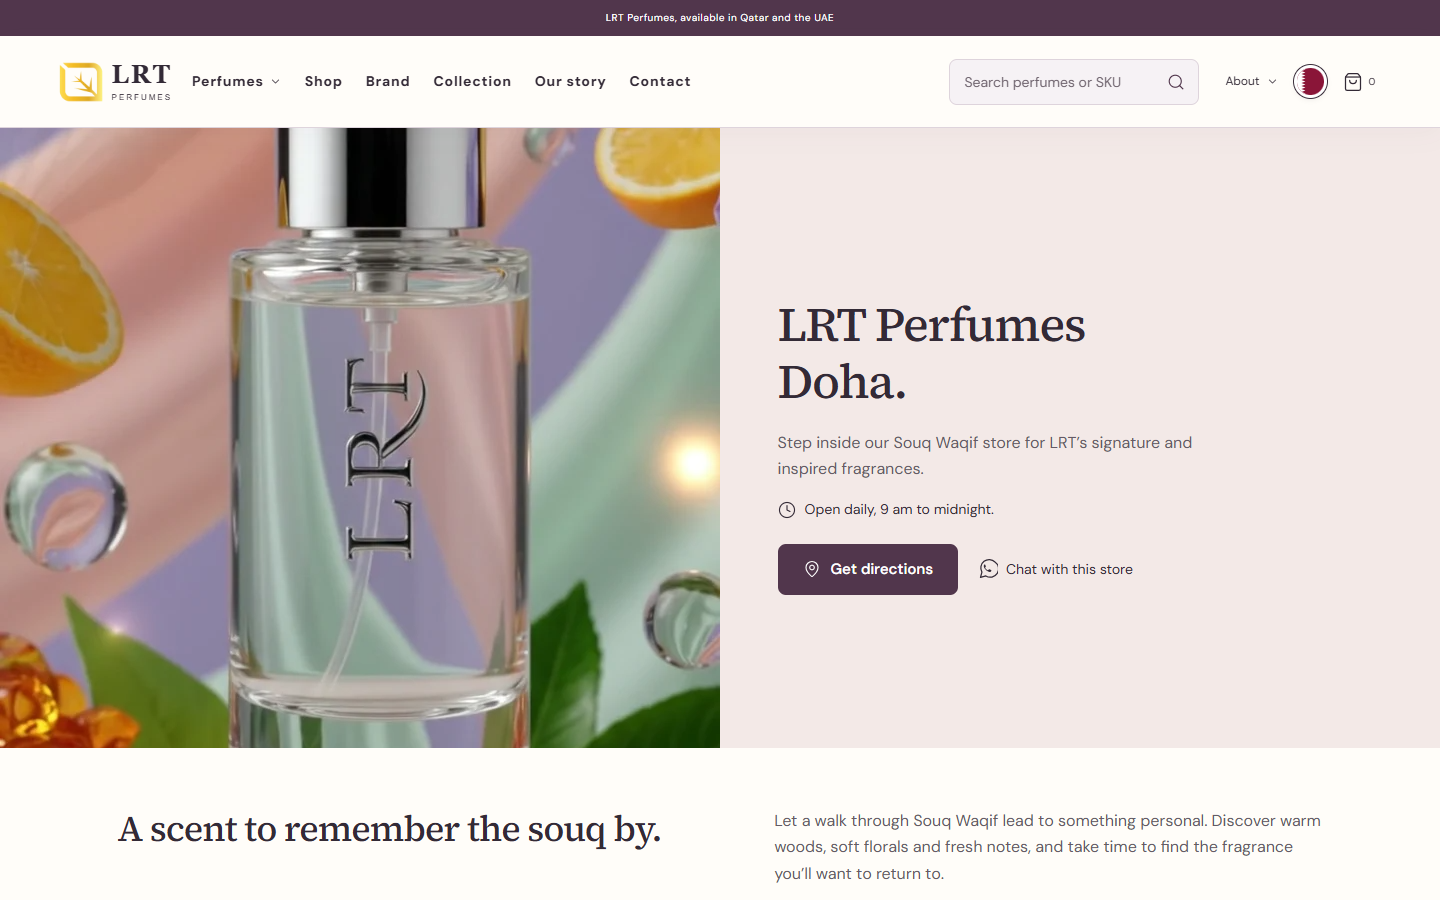 LRT Perfumes, available in Qatar and the UAE
LRT
PERFUMES
Perfumes
Shop
Brand
Collection
Our story
Contact
Search perfumes or SKU
About
0
LRT
LRT Perfumes
Doha.
Step inside our Souq Waqif store for LRT’s signature and
inspired fragrances.
Open daily, 9 am to midnight.
Get directions
Chat with this store
A scent to remember the souq by.
Let a walk through Souq Waqif lead to something personal. Discover warm
woods, soft florals and fresh notes, and take time to find the fragrance
you’ll want to return to.